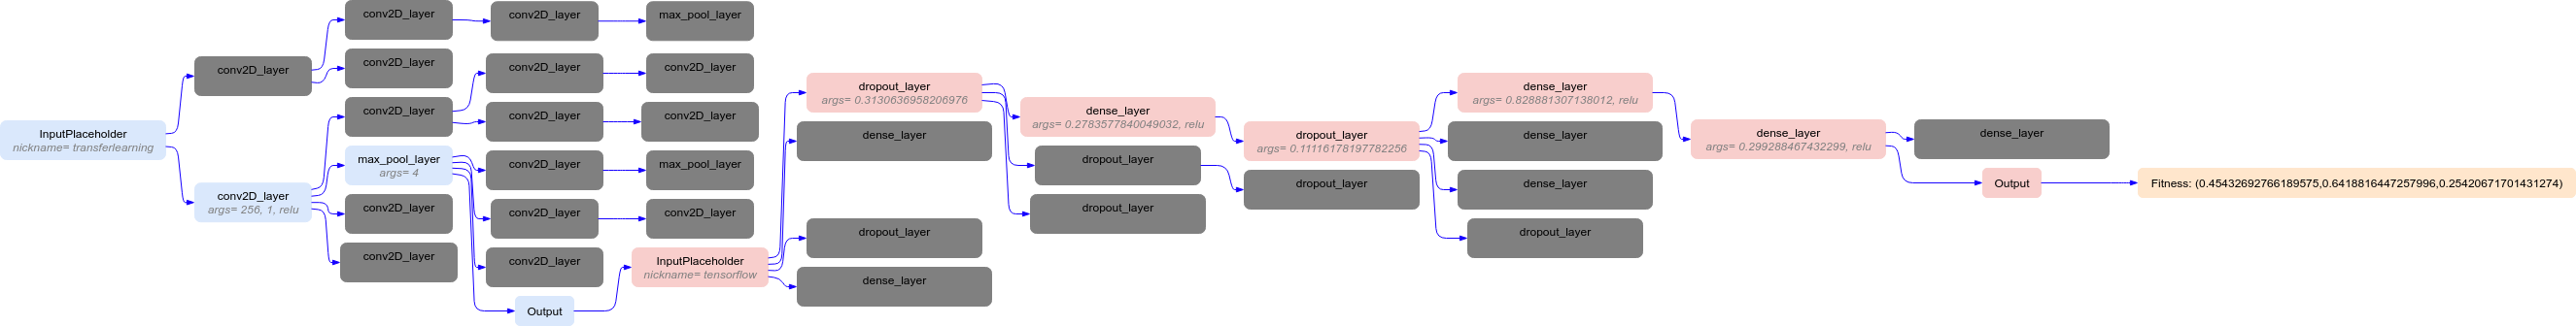 InputPlaceholder
nickname= transferlearning
conv2D_layer
conv2D_layer
args= 256, 1, relu
conv2D_layer
conv2D_layer
conv2D_layer
max_pool_layer
args= 4
conv2D_layer
conv2D_layer
conv2D_layer
conv2D_layer
conv2D_layer
conv2D_layer
conv2D_layer
conv2D_layer
Output
max_pool_layer
conv2D_layer
conv2D_layer
max_pool_layer
conv2D_layer
InputPlaceholder
nickname= tensorflow
dropout_layer
args= 0.3130636958206976
dense_layer
dropout_layer
dense_layer
dense_layer
args= 0.2783577840049032, relu
dropout_layer
dropout_layer
dropout_layer
args= 0.11116178197782256
dropout_layer
dense_layer
args= 0.828881307138012, relu
dense_layer
dense_layer
dropout_layer
dense_layer
args= 0.299288467432299, relu
dense_layer
Output
Fitness: (0.45432692766189575,0.6418816447257996,0.25420671701431274)